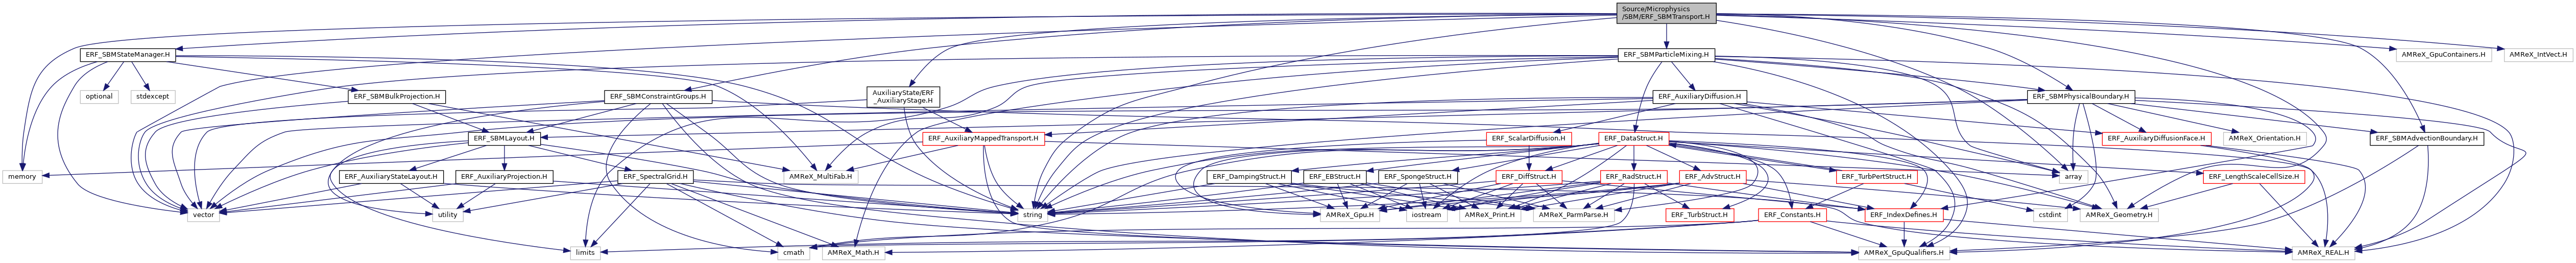 Source/Microphysics
/SBM/ERF_SBMTransport.H
ERF_SBMStateManager.H
ERF_SBMParticleMixing.H
AMReX_GpuContainers.H
AMReX_IntVect.H
optional
stdexcept
ERF_SBMBulkProjection.H
ERF_SBMConstraintGroups.H
AuxiliaryState/ERF
_AuxiliaryStage.H
ERF_AuxiliaryDiffusion.H
ERF_SBMPhysicalBoundary.H
ERF_SBMLayout.H
ERF_AuxiliaryMappedTransport.H
ERF_ScalarDiffusion.H
ERF_DataStruct.H
ERF_AuxiliaryDiffusionFace.H
AMReX_Orientation.H
ERF_SBMAdvectionBoundary.H
memory
ERF_AuxiliaryStateLayout.H
ERF_AuxiliaryProjection.H
ERF_SpectralGrid.H
AMReX_MultiFab.H
ERF_DampingStruct.H
ERF_EBStruct.H
ERF_SpongeStruct.H
ERF_DiffStruct.H
ERF_RadStruct.H
ERF_AdvStruct.H
ERF_TurbPertStruct.H
array
ERF_LengthScaleCellSize.H
vector
utility
string
AMReX_Gpu.H
iostream
AMReX_Print.H
AMReX_ParmParse.H
ERF_TurbStruct.H
ERF_Constants.H
ERF_IndexDefines.H
cstdint
AMReX_Geometry.H
limits
cmath
AMReX_Math.H
AMReX_GpuQualifiers.H
AMReX_REAL.H